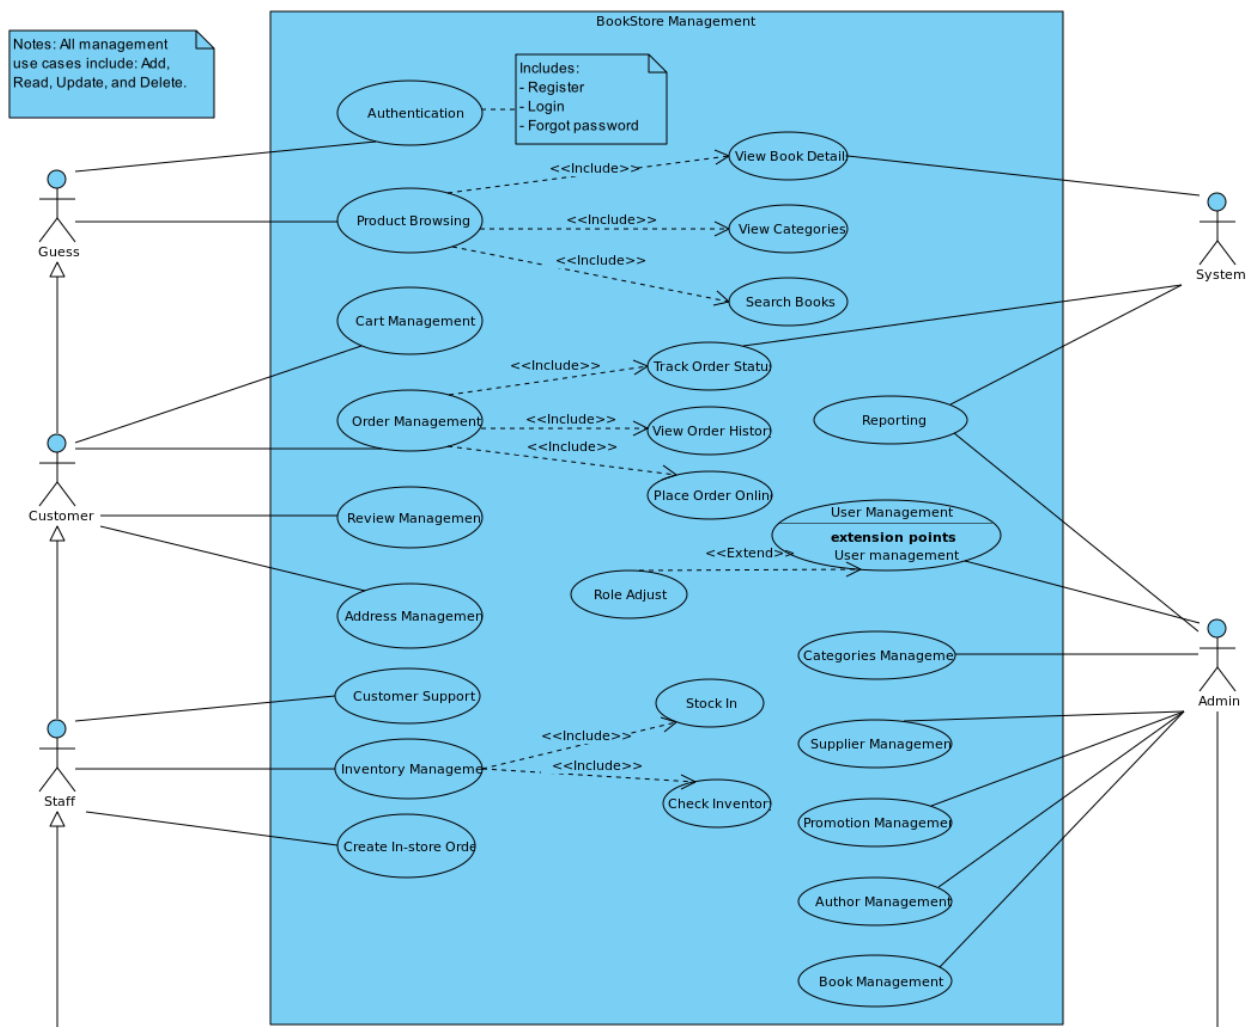 BookStore Management
Notes: All management
use cases include: Add,
Read, Update, and Delete.
Includes:
- Register
- Login
- Forgot password
Authentication
<<Include>>
View Book Detail
Product Browsing
<<Include>>
View Categories
<<Include>>
Search Books
Guess
System
Cart Management
<<Include>>
Track Order Statu
Order Management
<<Include>>
View Order Histor
<<Include>>
Place Order Onlin
Reporting
Customer
Review Managemen
User Management
extension points
User management
<<Extend>>
Role Adjust
Address Managemen
Categories Manageme
Admin
Customer Support
Stock In
<<Include>>
Inventory Manageme
<<Include>>
Check Inventor
Supplier Managemen
Staff
Create In-store Orde
Promotion Managemen
Author Management
Book Management